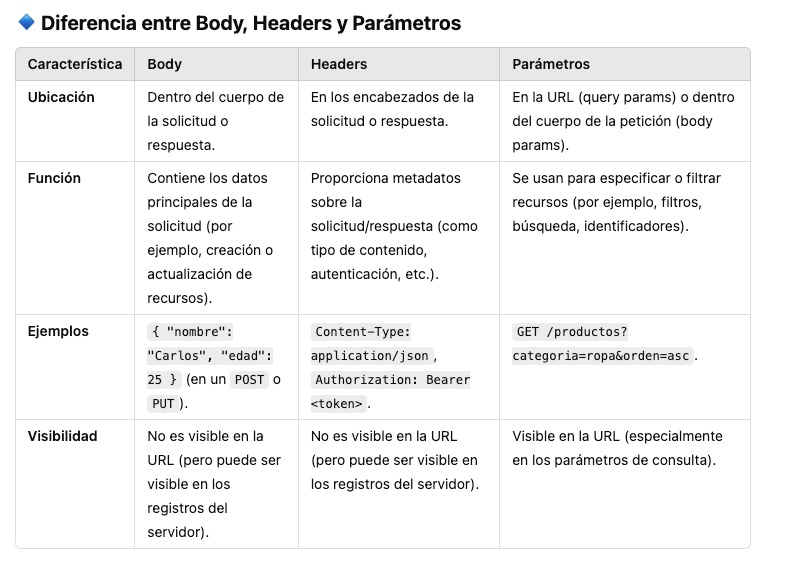 Diferencia entre Body, Headers y Parámetros
Característica
Body
Headers
Parámetros
Ubicación
Dentro del cuerpo de
la solicitud o
respuesta.
En los encabezados de la
solicitud o respuesta.
En la URL (query params) o dentro
del cuerpo de la petición (body
params).
Función
Contiene los datos
principales de la
solicitud (por
ejemplo, creación o
actualización de
recursos).
Proporciona metadatos
sobre la
solicitud/respuesta (como
tipo de contenido,
autenticación, etc.).
Se usan para especificar o filtrar
recursos (por ejemplo, filtros,
búsqueda, identificadores).
Ejemplos
{ "nombre":
"Carlos", "edad":
25 } (en un POST o
PUT ).
Content-Type:
application/json ,
Authorization: Bearer
<token> .
GET /productos?
categoria=ropa&orden=asc .
Visibilidad
No es visible en la
URL (pero puede ser
visible en los
registros del
servidor).
No es visible en la URL
(pero puede ser visible en
los registros del servidor).
Visible en la URL (especialmente
en los parámetros de consulta).